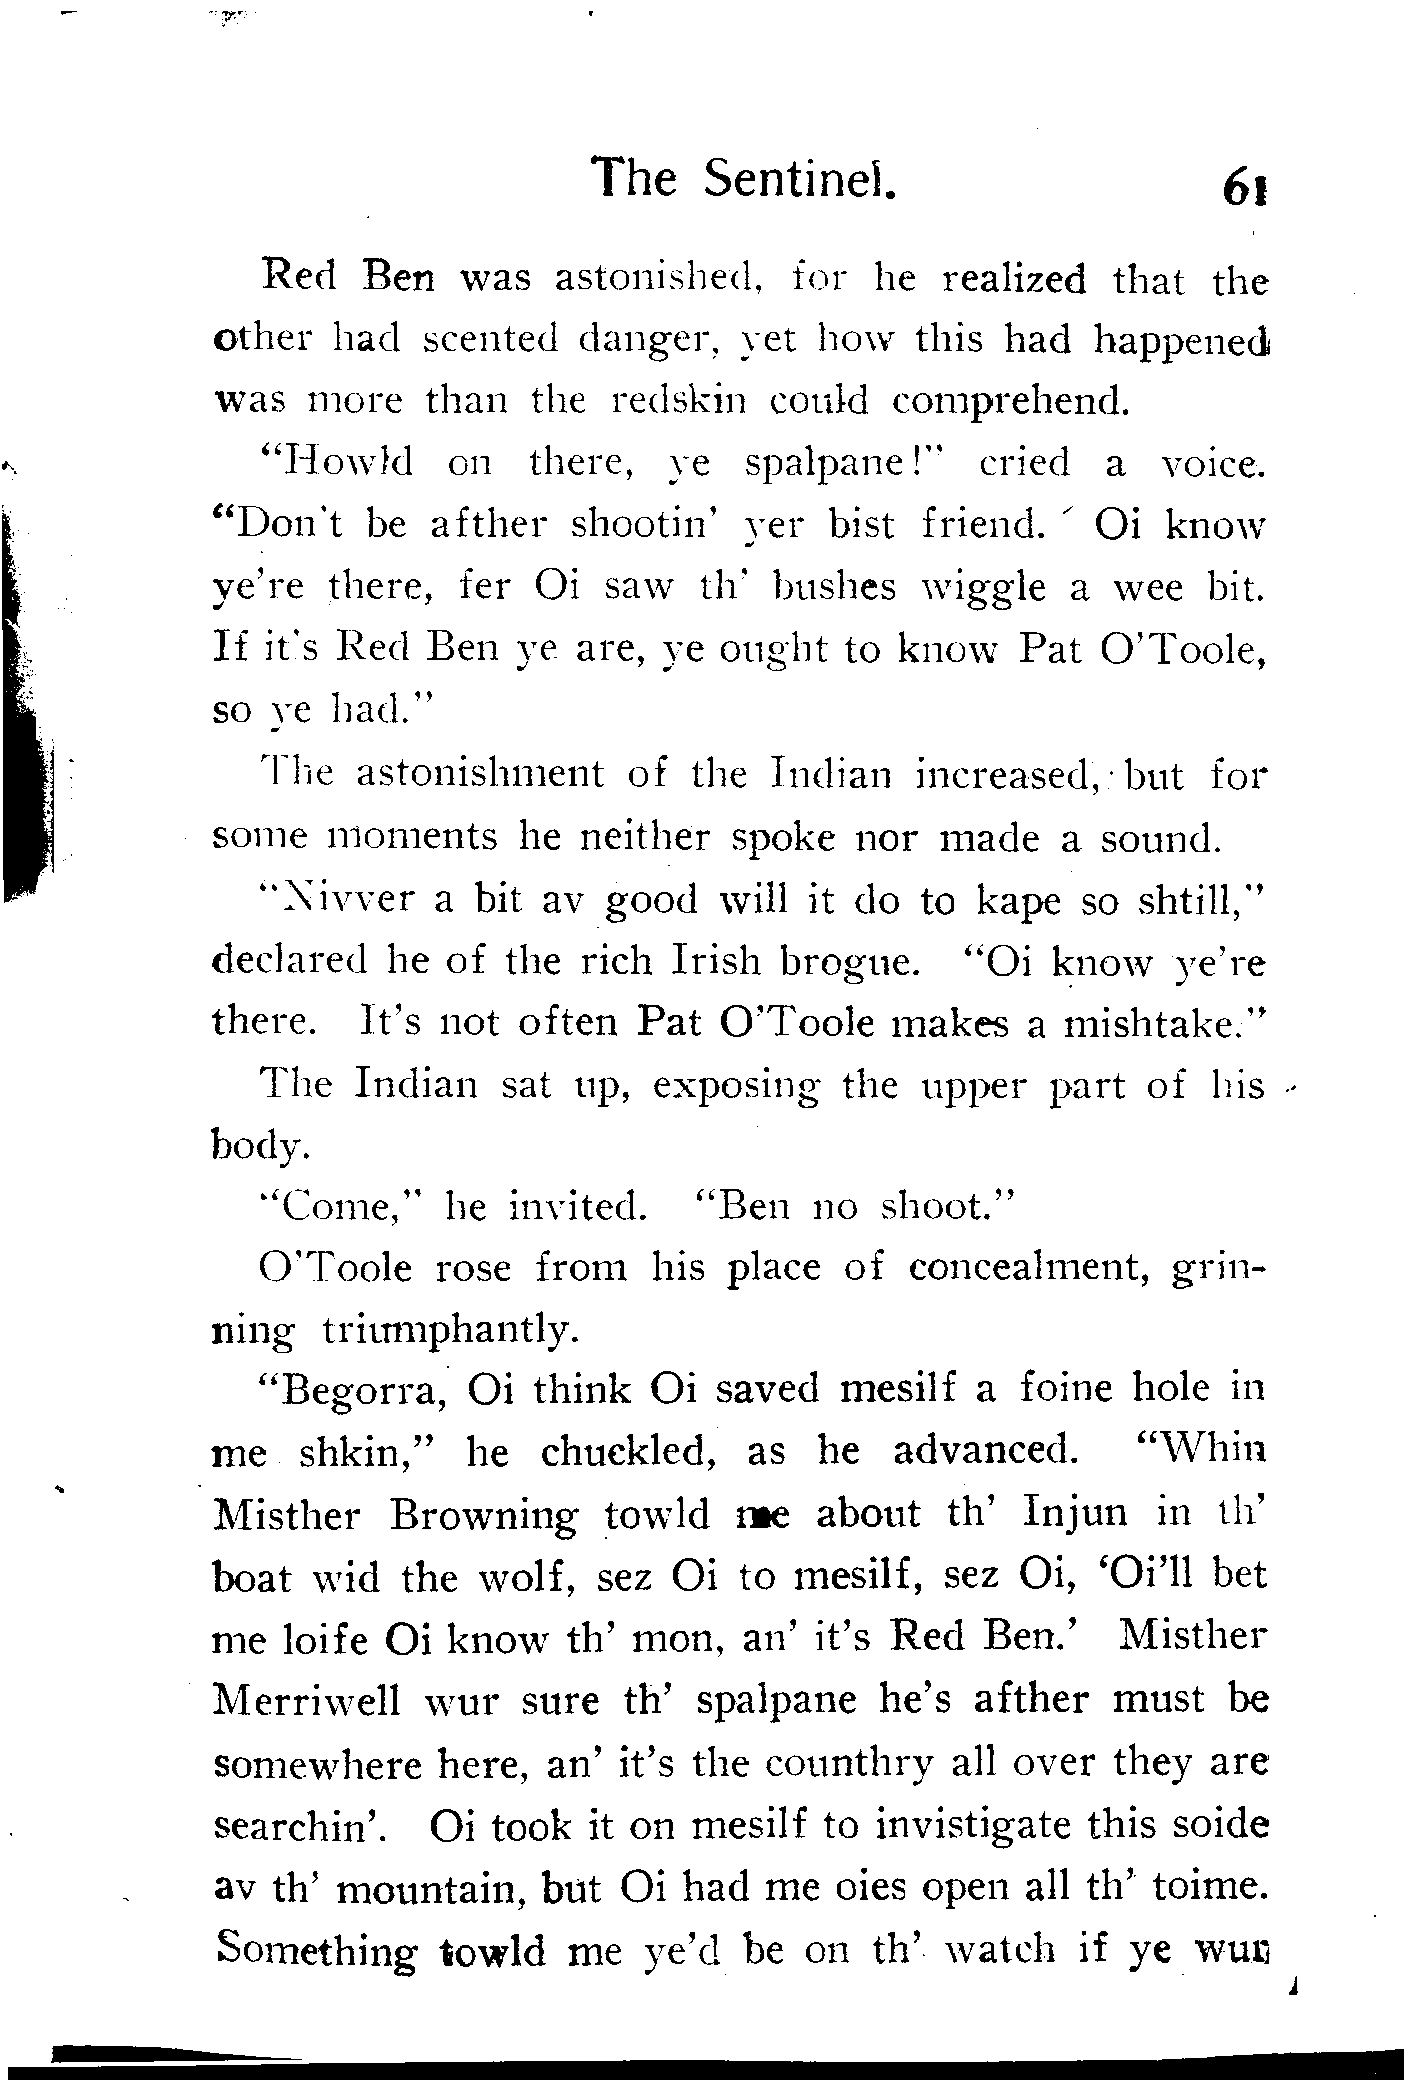 The Sentinel. 61
Red Ben was astonished, for he realized that the
other had scented danger, yet how this had happened
was more than the redskin could comprehend.
“Howld on there, ye spalpane!” cried a voice.
“Don't be afther shootin’ yer bist friend. Oi know
ye’re there, fer Oi saw th’ bushes wiggle a wee bit.
If it's Red Ben ye are, ye ought to know Pat O’Toole,
so ye had.”
The astonishment of the Indian increased, but for
some moments he neither spoke nor made a sound.
“Nivver a bit av good will it do to kape so shtill,”
declared he of the rich Irish brogue. “Oi know ye’re
there. It’s not often Pat O’Toole makes a mishtake.”
The Indian sat up, exposing the upper part of his
body.
“Come,” he invited. “Ben no shoot.”
O’Toole rose from his place of concealment, grin-
ning triumphantly.
“Begorra, Oi think Oi saved mesilf a foine hole in
me shkin,” he chuckled, as he advanced. “Whin
Misther Browning towld me about th’ Injun in th’
boat wid the wolf, sez Oi to mesilf, sez Oi, ‘Oi’ll bet
me loife Oi know th’ mon, an’ it’s Red Ben.’ Misther
Merriwell wur sure th’ spalpane he’s afther must be
somewhere here, an’ it’s the counthry all over they are
searchin’. Oi took it on mesilf to invistigate this soide
av th’ mountain, but Oi had me oies open all th’ toime.
Something towld me ye’d be on th’ watch if ye wur